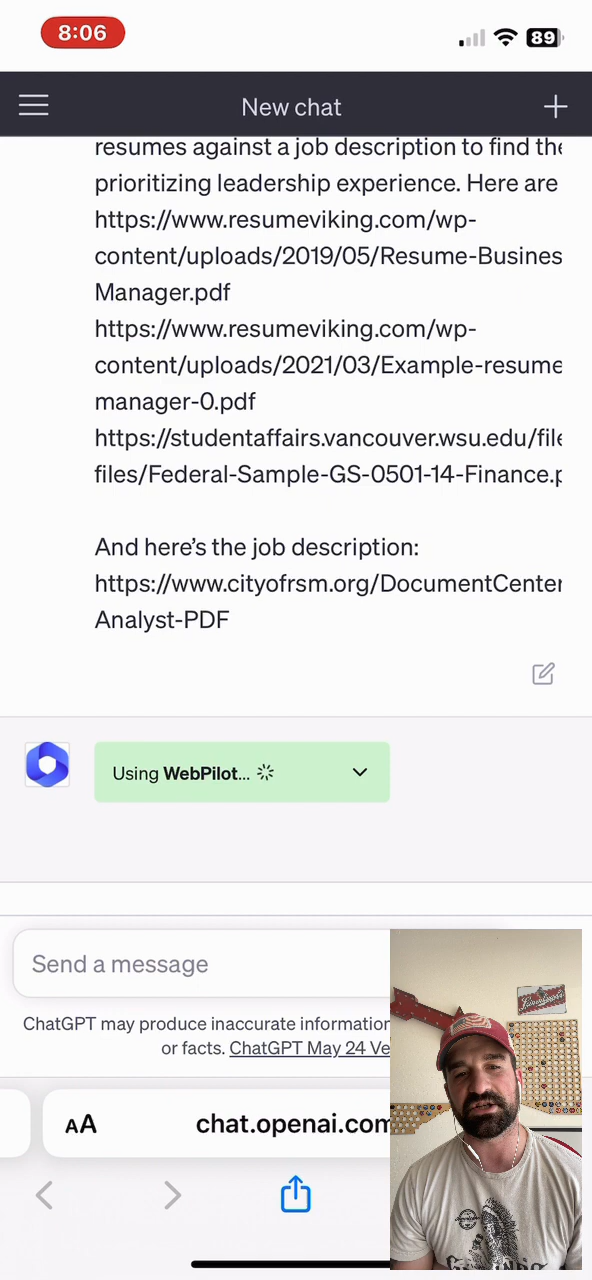 8:06
89
New chat
resumes against a job description to find the
prioritizing leadership experience. Here are
https://www.resumeviking.com/wp-
content/uploads/2019/05/Resume-Busines
Manager.pdf
https://www.resumeviking.com/wp-
content/uploads/2021/03/Example-resume
manager-0.pdf
https://studentaffairs.vancouver.wsu.edu/file
files/Federal-Sample-GS-0501-14-Finance.p
And here’s the job description:
https://www.cityofrsm.org/DocumentCenter
Analyst-PDF
Using WebPilot...
Send a message
ChatGPT may produce inaccurate information
or facts. ChatGPT May 24 Ve
AA
chat.openai.com
Leinenkugel's